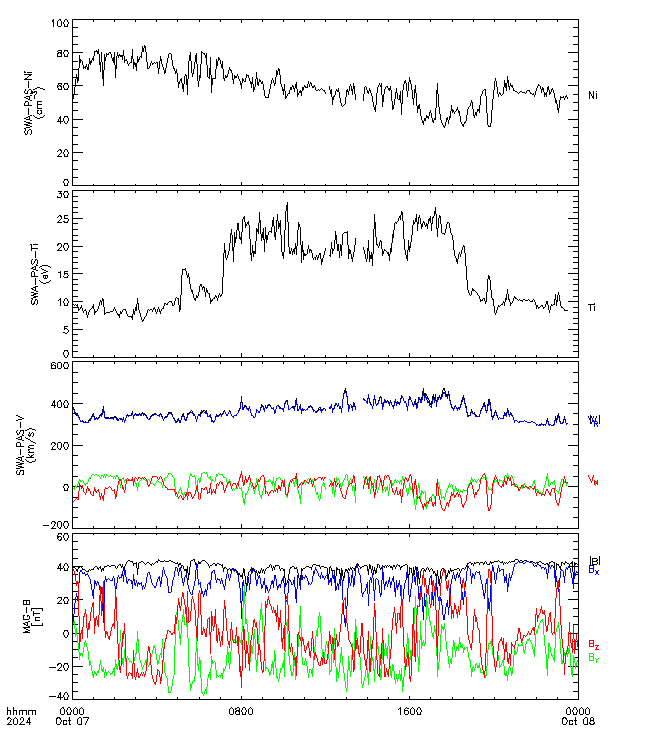 100
80
60
40
20
0
SWA-PAS-Ni
(cm⁻³)
Ni
30
25
20
15
10
5
0
SWA-PAS-Ti
(eV)
Ti
600
400
200
0
-200
SWA-PAS-V
(km/s)
V
60
40
20
0
-20
-40
MAG-B
[nT]
|B|
Bx
Bz
By
hhmm
2024
0000
Oct 07
0800
1600
0000
Oct 08